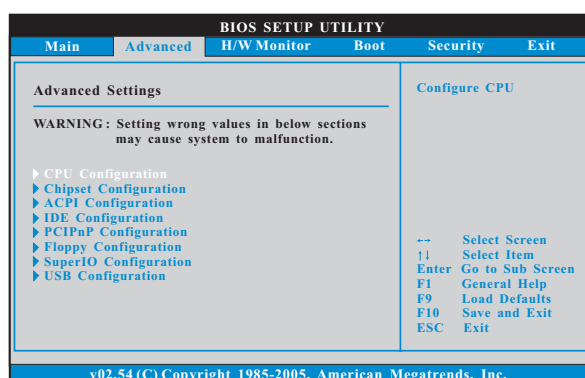 BIOS SETUP UTILITY
Main Advanced H/W Monitor Boot Security Exit
Advanced Settings
WARNING : Setting wrong values in below sections
may cause system to malfunction.
CPU Configuration
Chipset Configuration
ACPI Configuration
IDE Configuration
PCIPnP Configuration
Floppy Configuration
SuperIO Configuration
USB Configuration
Configure CPU
←→ Select Screen
↑↓ Select Item
Enter Go to Sub Screen
F1 General Help
F9 Load Defaults
F10 Save and Exit
ESC Exit
v02.54 (C) Copyright 1985-2005, American Megatrends, Inc.